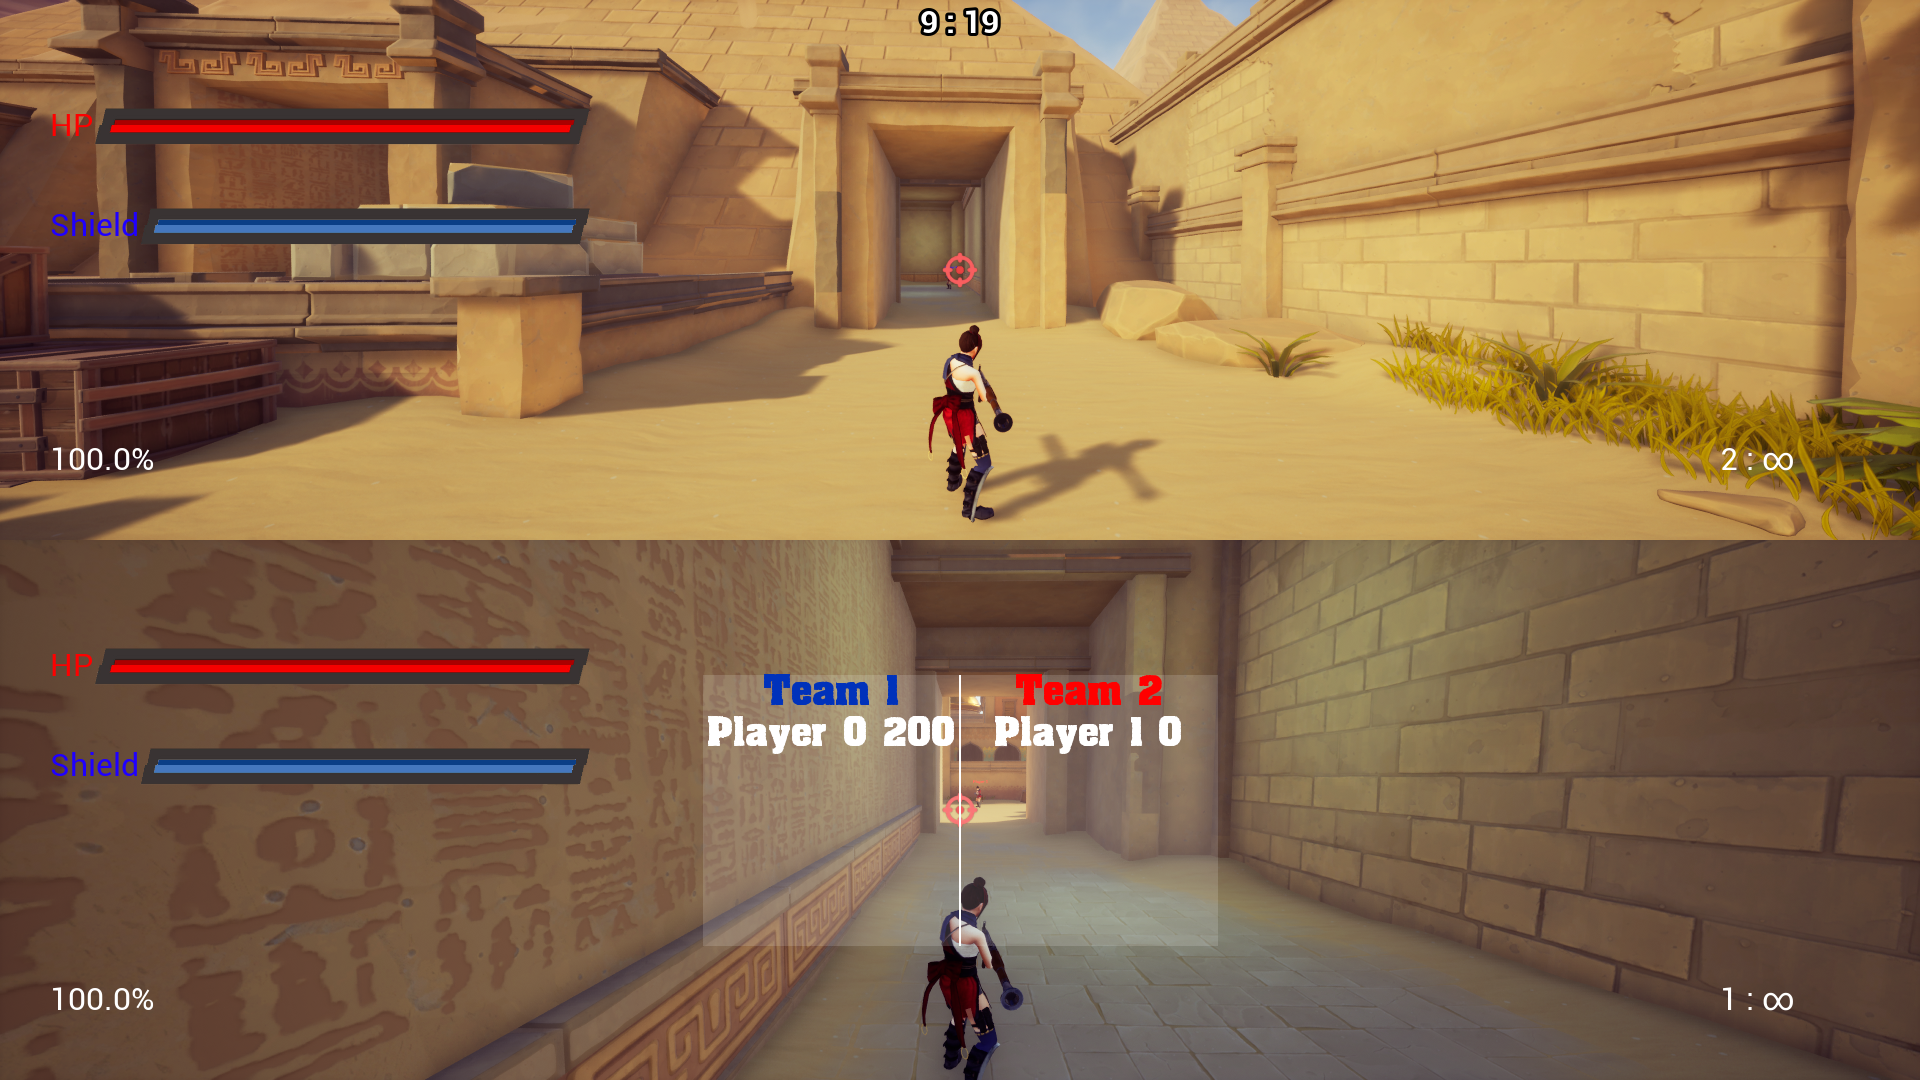 9:19
HP
Shield
100.0%
2 : ∞
HP
Team 1
Team 2
Player 0 200
Player 1 0
Shield
100.0%
1 : ∞